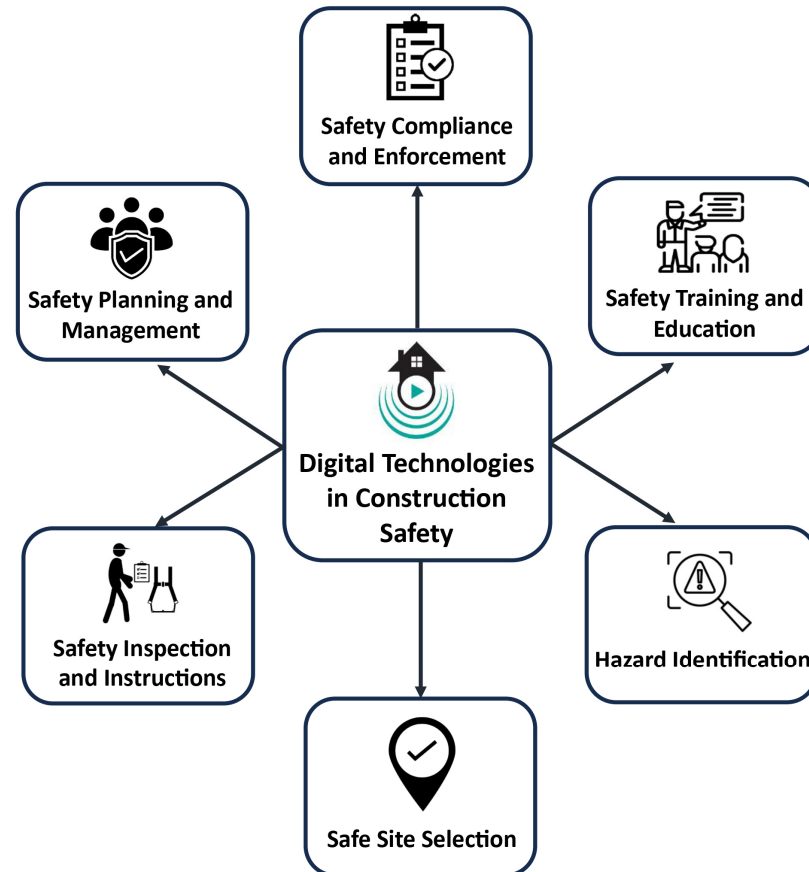 Safety Compliance
and Enforcement
Safety Planning and
Management
Safety Training and
Education
Digital Technologies
in Construction
Safety
Safety Inspection
and Instructions
Hazard Identification
Safe Site Selection